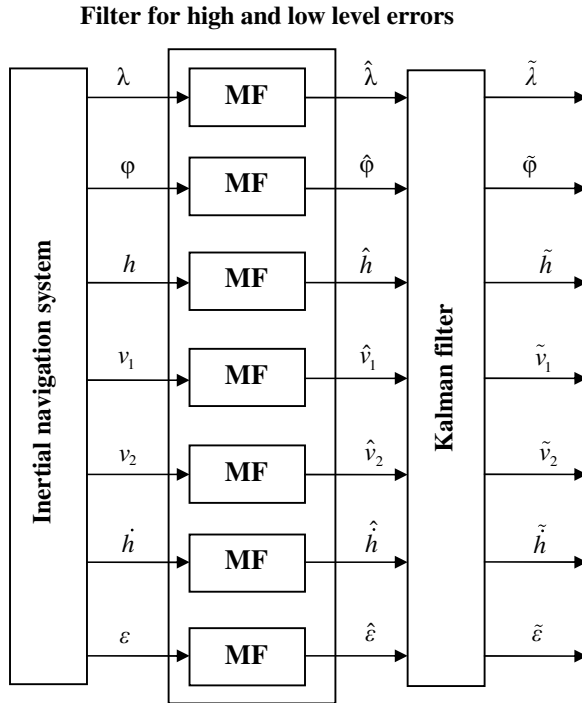 Filter for high and low level errors
Inertial navigation system
Kalman filter
λ MF λ̂ λ̃
φ MF φ̂ φ̃
h MF ĥ h̃
v₁ MF v̂₁ ṽ₁
v₂ MF v̂₂ ṽ₂
ḣ MF ḣ̂ ḣ̃
ε MF ε̂ ε̃